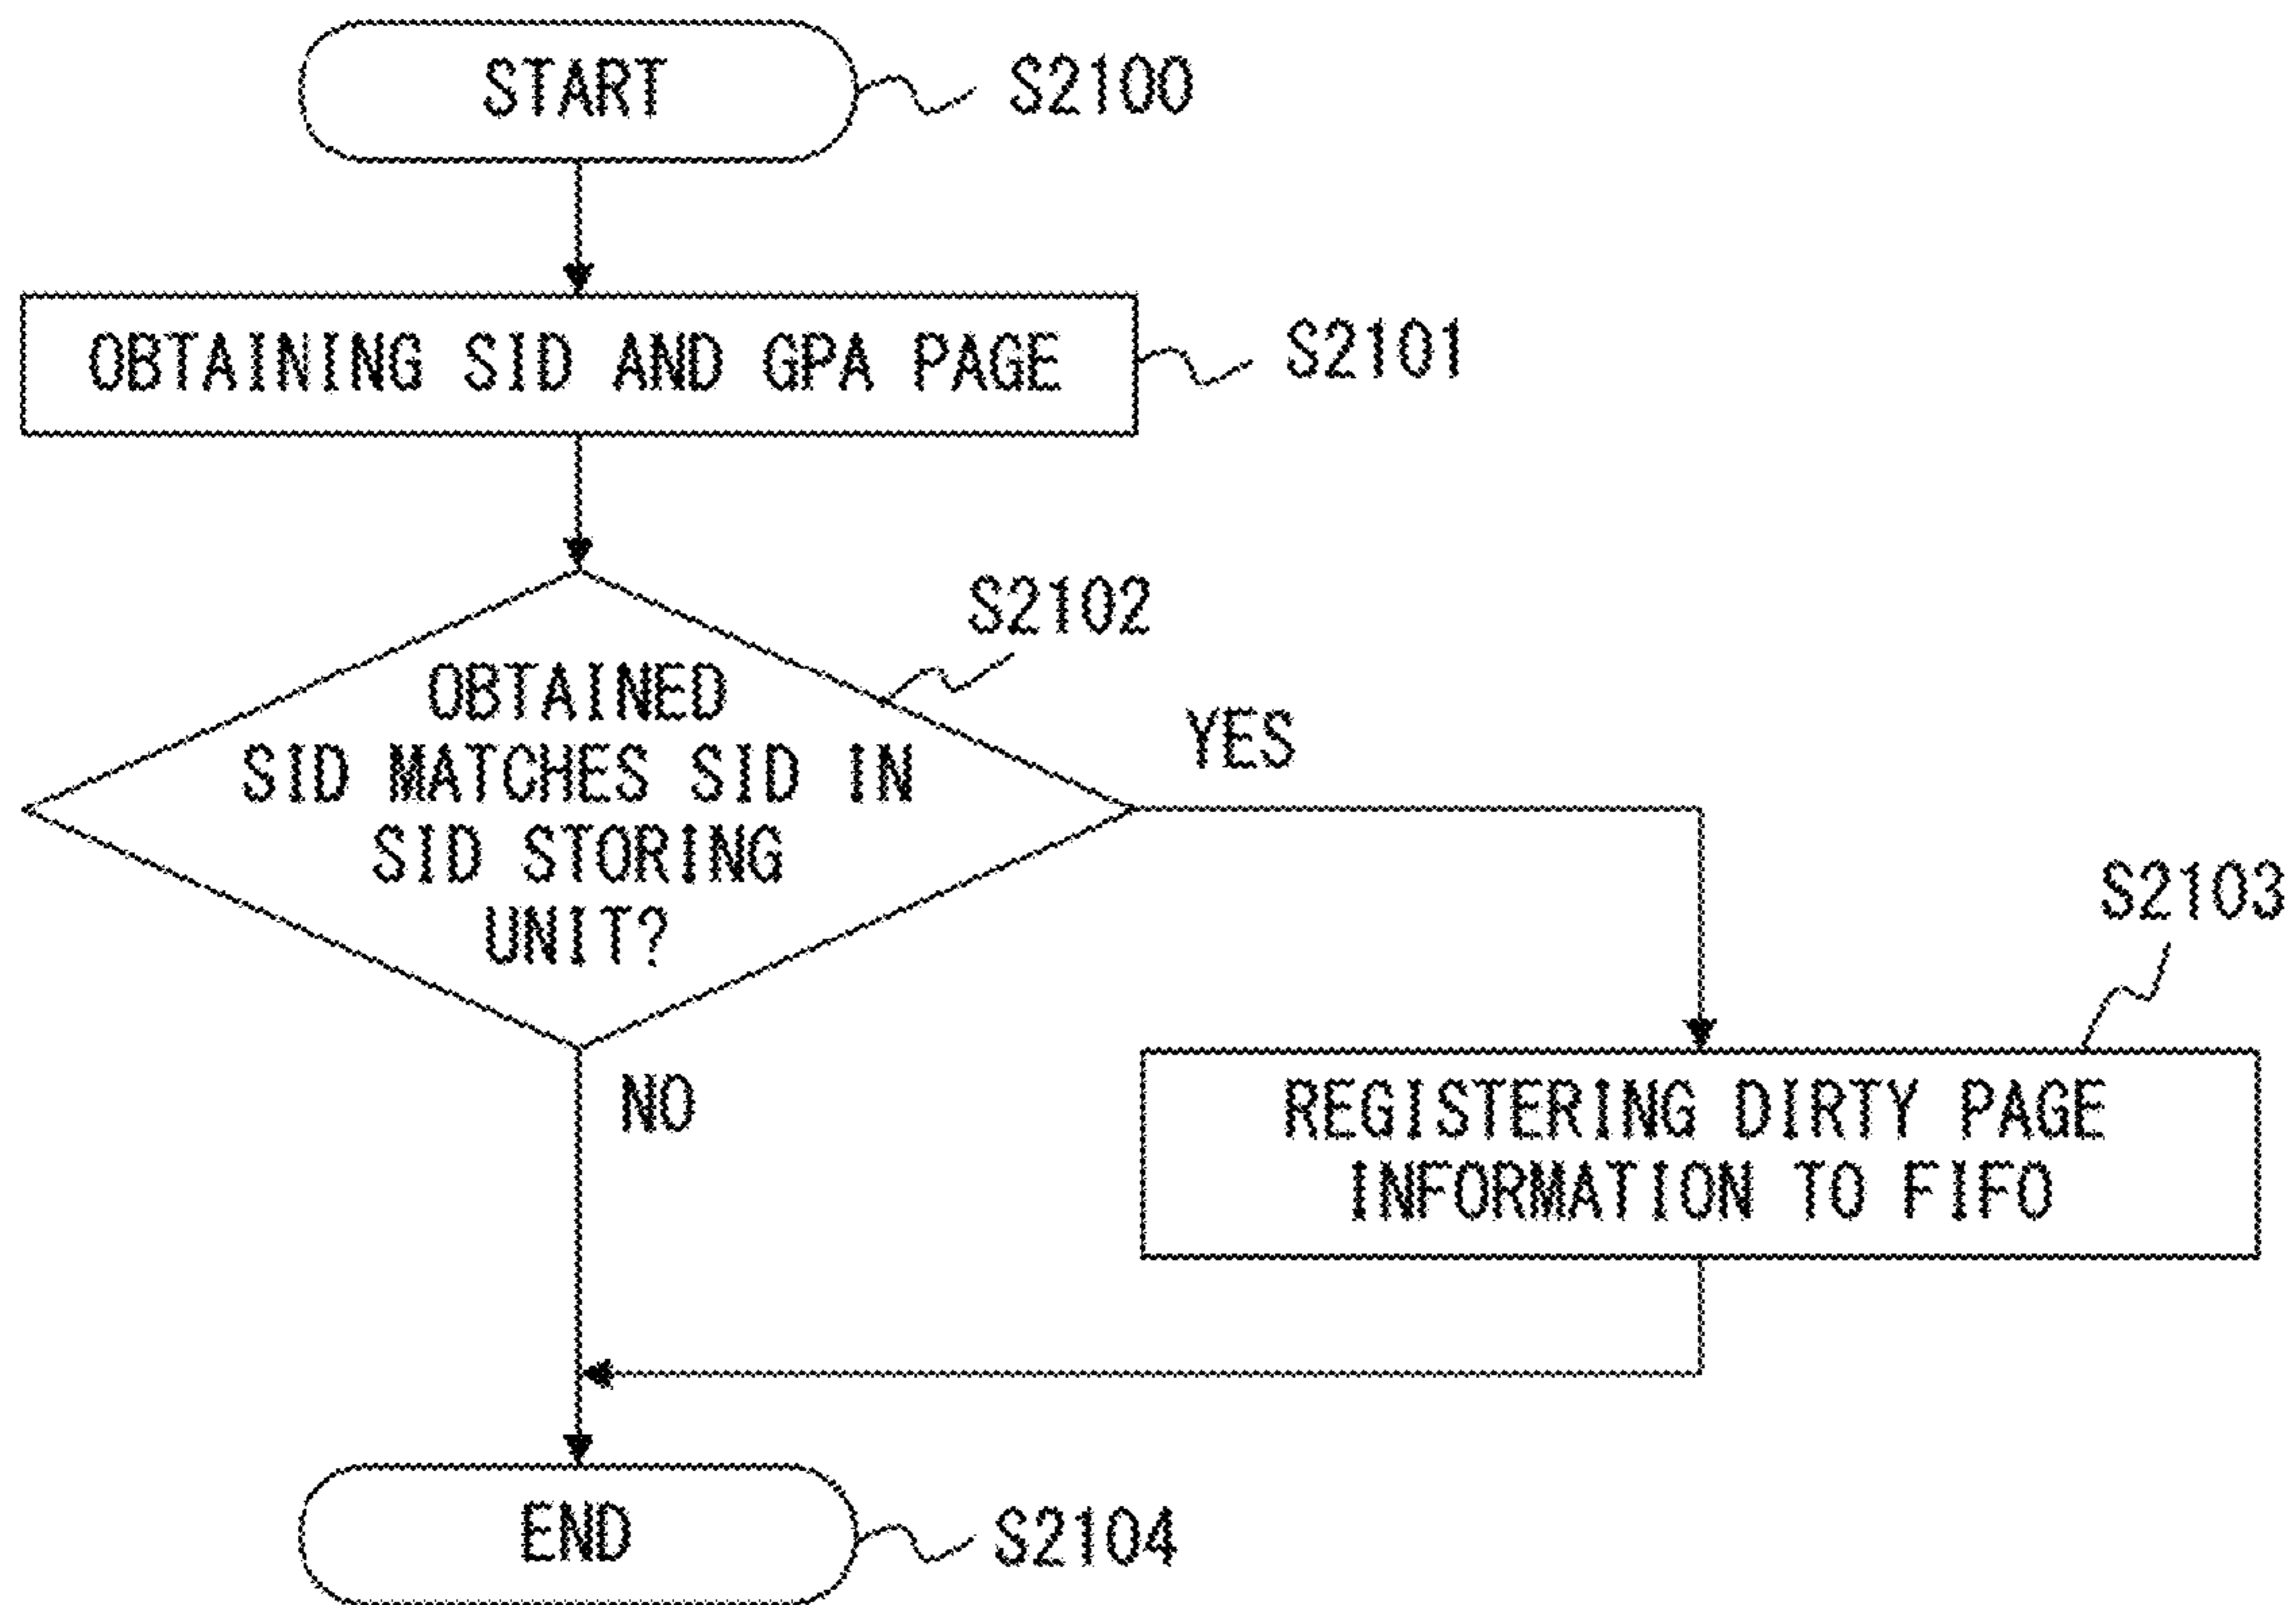 START
S2100
OBTAINING SID AND GPA PAGE
S2101
S2102
OBTAINED
SID MATCHES SID IN
SID STORING
UNIT?
YES
NO
S2103
REGISTERING DIRTY PAGE
INFORMATION TO FIFO
END
S2104